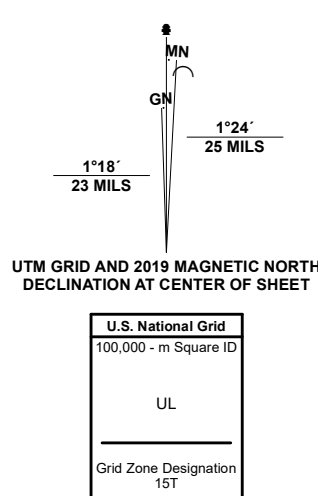 MN
GN
1°24´
25 MILS
1°18´
23 MILS
UTM GRID AND 2019 MAGNETIC NORTH
DECLINATION AT CENTER OF SHEET
U.S. National Grid
100,000 - m Square ID
UL
Grid Zone Designation
15T